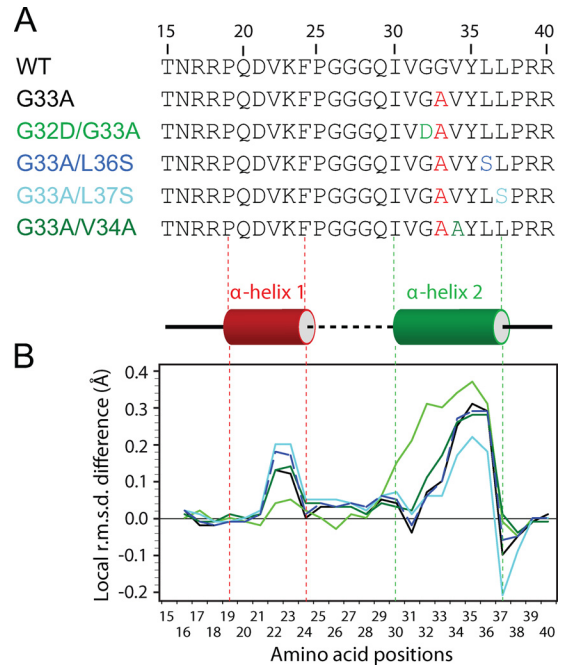 A
15 20 25 30 35 40
WT TNRRPQDVKFPGGGQIVGGVYLLPRR
G33A TNRRPQDVKFPGGGQIVGAVYLLPRR
G32D/G33A TNRRPQDVKFPGGGQIVDAVYLLPRR
G33A/L36S TNRRPQDVKFPGGGQIVGAVYSLPRR
G33A/L37S TNRRPQDVKFPGGGQIVGAVYLSPRR
G33A/V34A TNRRPQDVKFPGGGQIVGAAYLLPRR
α-helix 1 α-helix 2
B
Local r.m.s.d. difference (Å)
0.4
0.3
0.2
0.1
0.0
-0.1
-0.2
15 17 19 21 23 25 27 29 31 33 35 37 39
16 18 20 22 24 26 28 30 32 34 36 38 40
Amino acid positions